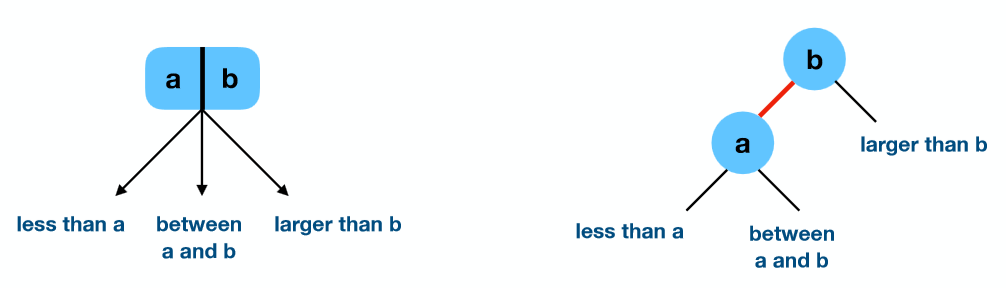 a b
less than a
between
a and b
larger than b
b
a
larger than b
less than a
between
a and b